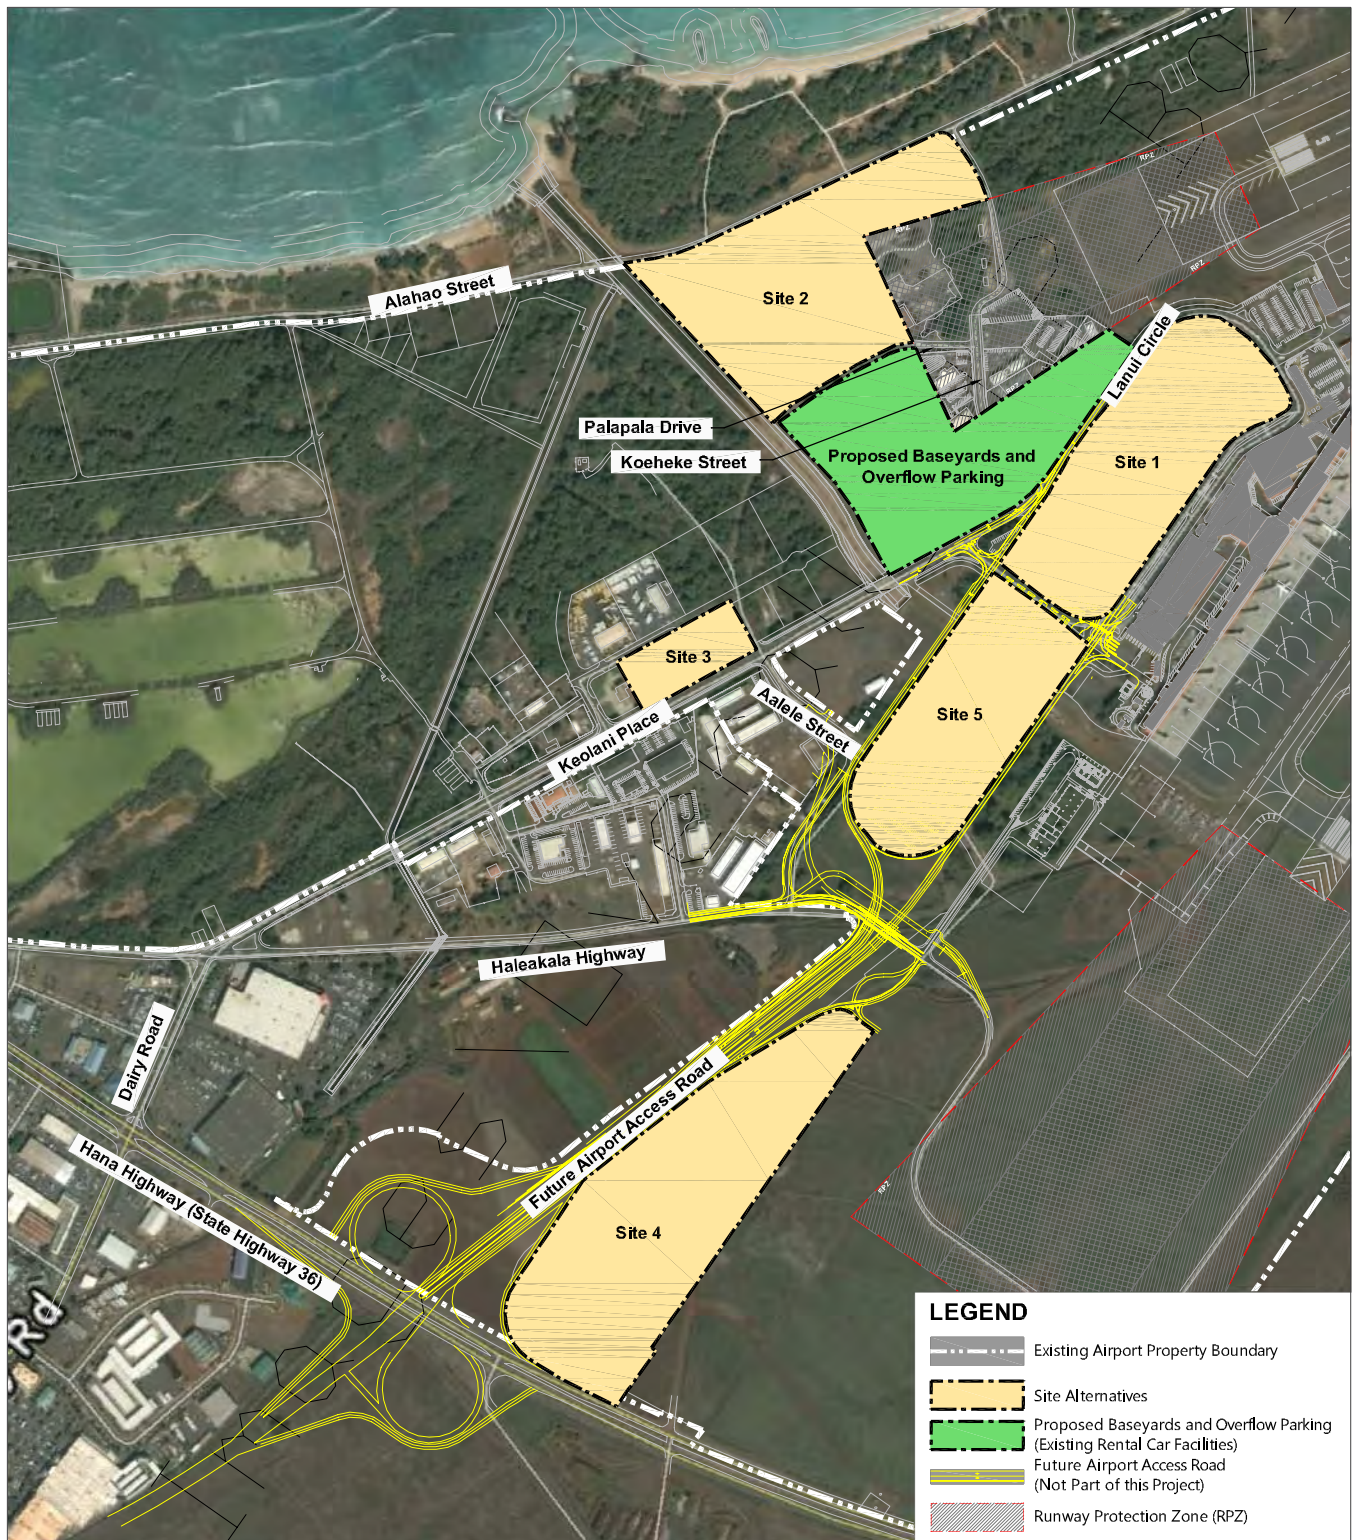 RPZ
RPZ
RPZ
Alahao Street
Site 2
Lanui Circle
RPZ
Palapala Drive
Koeheke Street
Proposed Baseyards and
Overflow Parking
Site 1
Site 3
Aalele Street
Site 5
Keolani Place
Haleakala Highway
Dairy Road
Future Airport Access Road
Hana Highway (State Highway 36)
RPZ
Site 4
Rd
LEGEND
Existing Airport Property Boundary
Site Alternatives
Proposed Baseyards and Overflow Parking
(Existing Rental Car Facilities)
Future Airport Access Road
(Not Part of this Project)
Runway Protection Zone (RPZ)